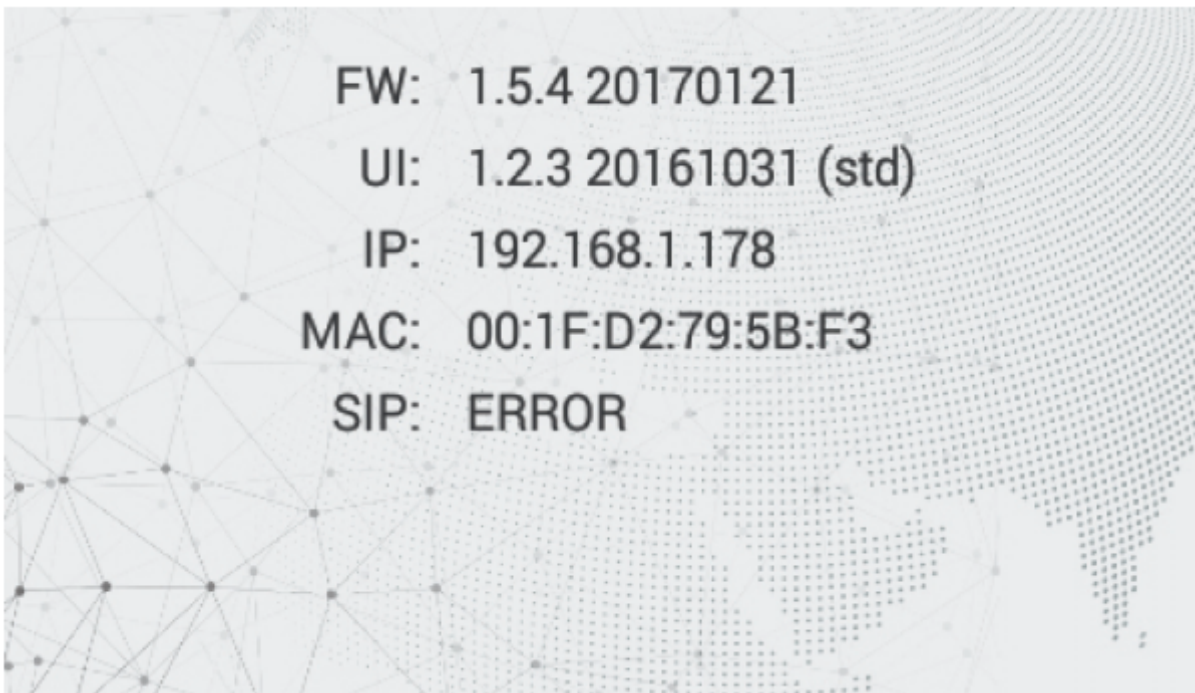 FW: 1.5.4 20170121
UI: 1.2.3 20161031 (std)
IP: 192.168.1.178
MAC: 00:1F:D2:79:5B:F3
SIP: ERROR